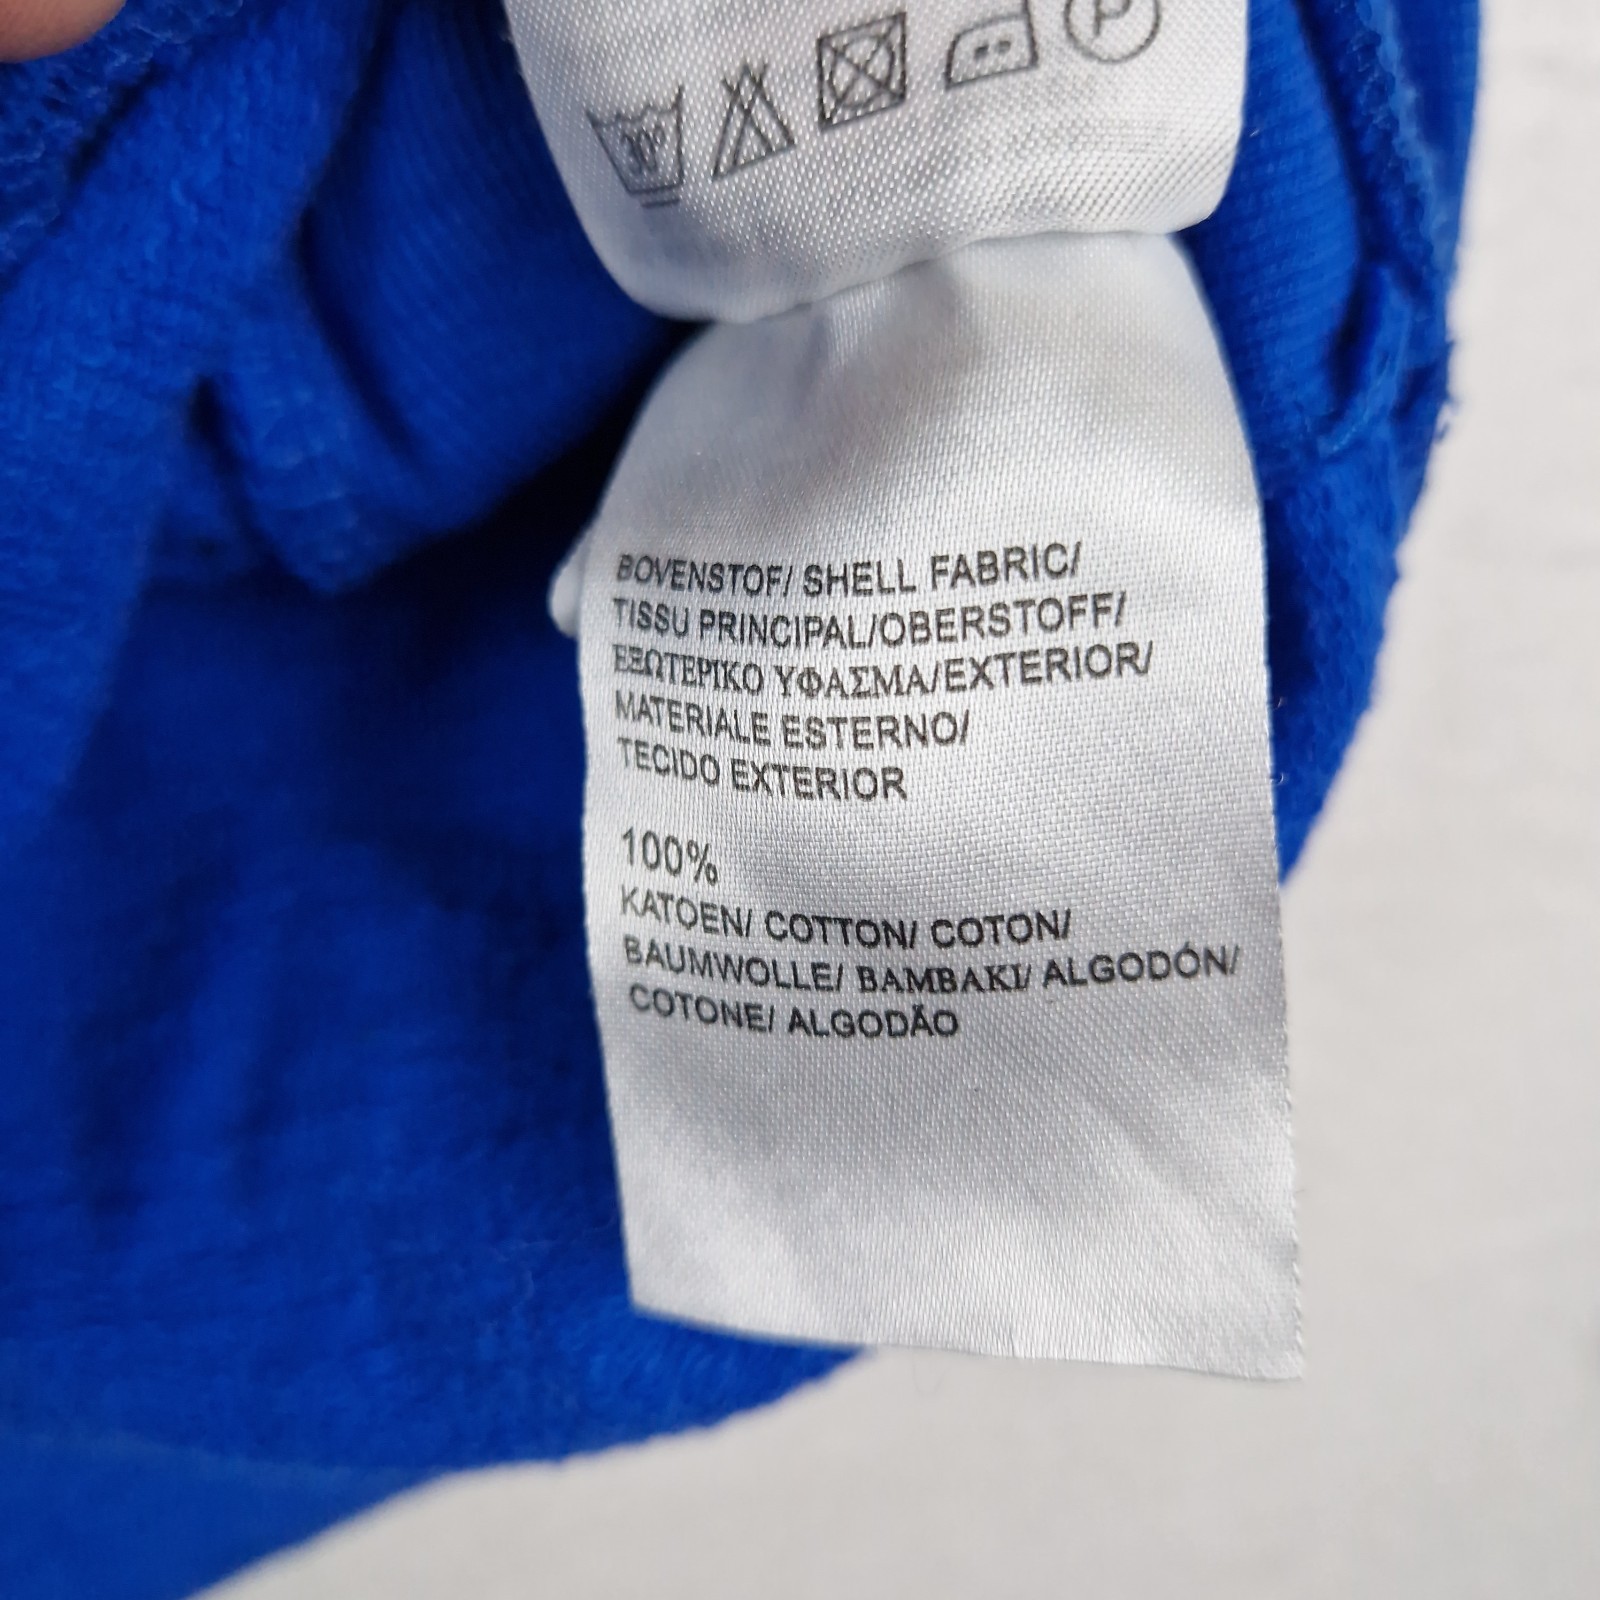 30°
P
BOVENSTOF/ SHELL FABRIC/
TISSU PRINCIPAL/OBERSTOFF/
ΕΞΩΤΕΡΙΚΟ ΥΦΑΣΜΑ/EXTERIOR/
MATERIALE ESTERNO/
TECIDO EXTERIOR
100%
KATOEN/ COTTON/ COTON/
BAUMWOLLE/ ΒΑΜΒΑΚΙ/ ALGODÓN/
COTONE/ ALGODÃO